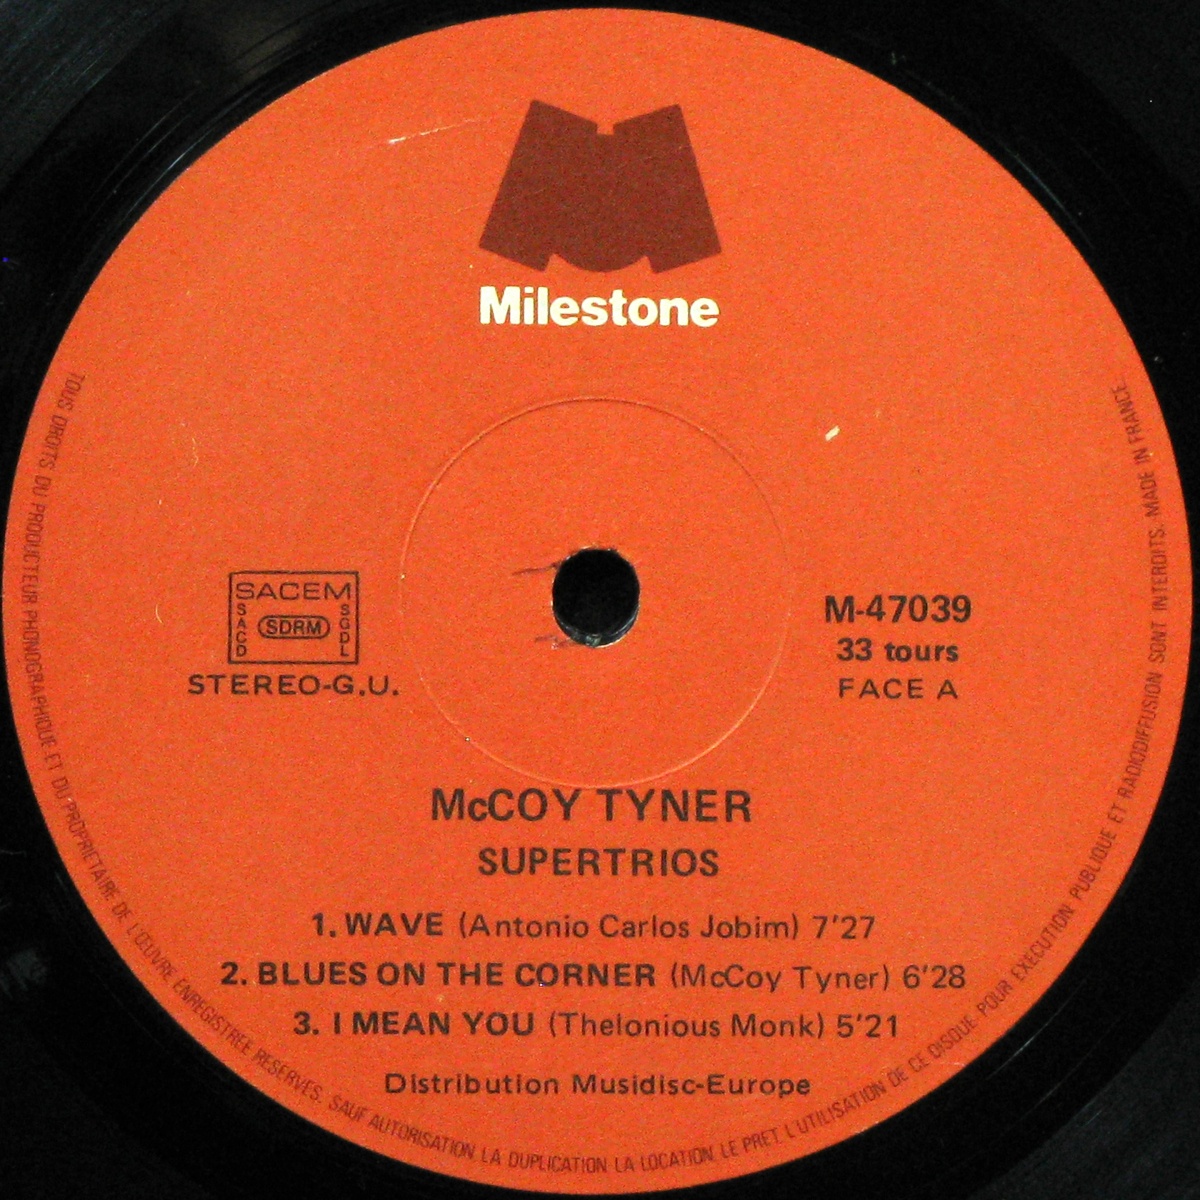 Milestone
SACEM
SACD
SDRM
SGDL
STEREO-G.U.
M-47039
33 tours
FACE A
McCOY TYNER
SUPERTRIOS
1. WAVE (Antonio Carlos Jobim) 7'27
2. BLUES ON THE CORNER (McCoy Tyner) 6'28
3. I MEAN YOU (Thelonious Monk) 5'21
Distribution Musidisc-Europe
TOUS DROITS DU PRODUCTEUR PHONOGRAPHIQUE ET DU PROPRIETAIRE DE L'ŒUVRE ENREGISTREE RESERVES. SAUF AUTORISATION LA DUPLICATION LA LOCATION, LE PRET, L'UTILISATION DE CE DISQUE POUR EXECUTION PUBLIQUE ET RADIODIFFUSION SONT INTERDITS. MADE IN FRANCE